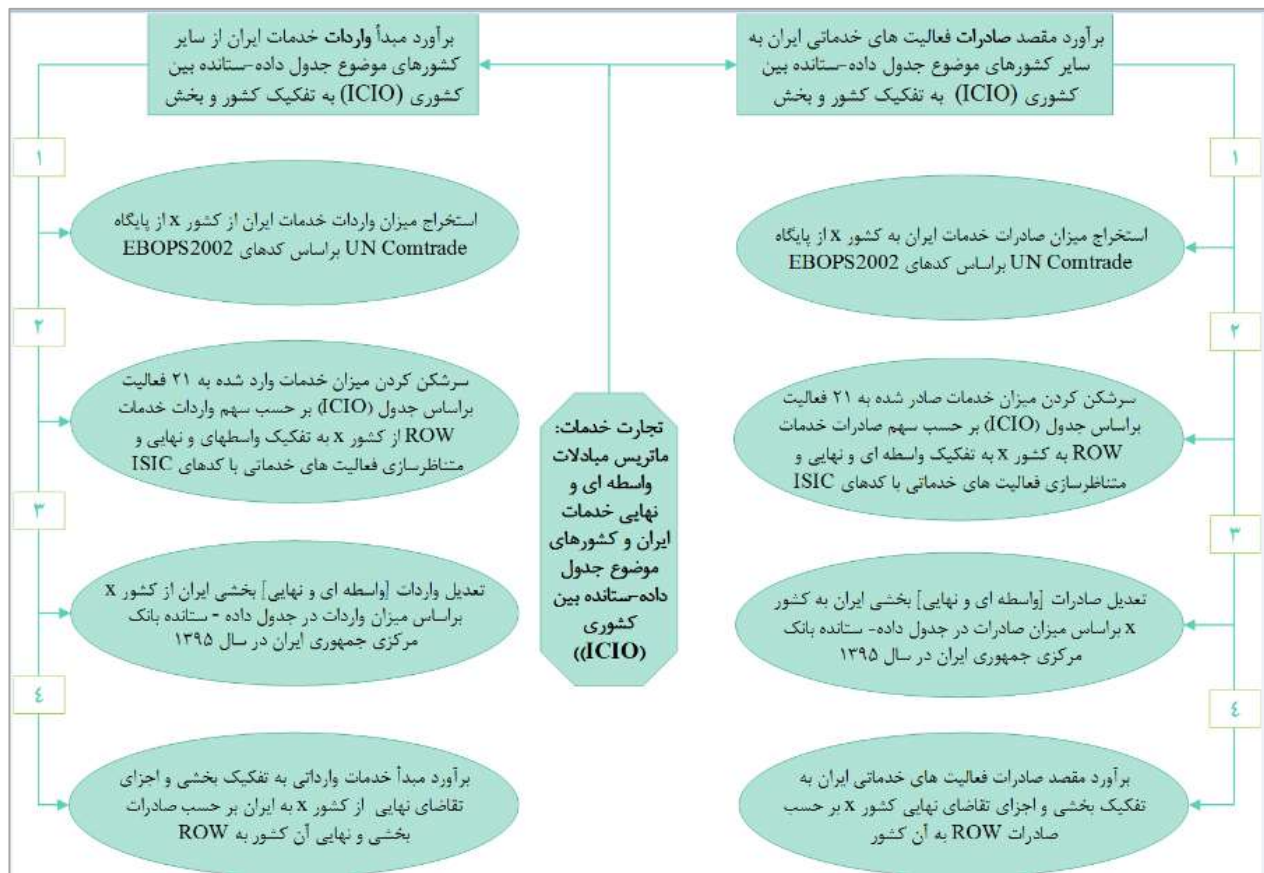 برآورد مقصد صادرات فعالیت های خدماتی ایران به
سایر کشورهای موضوع جدول داده-ستانده بین
کشوری (ICIO) به تفکیک کشور و بخش
۱
استخراج میزان صادرات خدمات ایران به کشور x از پایگاه
UN Comtrade براساس کدهای EBOPS2002
۲
سرشکن کردن میزان خدمات صادر شده به ۲۱ فعالیت
براساس جدول (ICIO) بر حسب سهم صادرات خدمات
ROW به کشور x به تفکیک واسطه ای و نهایی و
متناظرسازی فعالیت های خدماتی با کدهای ISIC
۳
تعدیل صادرات [واسطه ای و نهایی] بخشی ایران به کشور
x براساس میزان صادرات در جدول داده- ستانده بانک
مرکزی جمهوری ایران در سال ۱۳۹۵
٤
برآورد مقصد صادرات فعالیت های خدماتی ایران به
تفکیک بخشی و اجزای تقاضای نهایی کشور x بر حسب
صادرات ROW به آن کشور
تجارت خدمات:
ماتریس مبادلات
واسطه ای و
نهایی خدمات
ایران و کشورهای
موضوع جدول
داده-ستانده بین
کشوری
(ICIO))
برآورد مبدأ واردات خدمات ایران از سایر
کشورهای موضوع جدول داده-ستانده بین
کشوری (ICIO) به تفکیک کشور و بخش
۱
استخراج میزان واردات خدمات ایران از کشور x از پایگاه
UN Comtrade براساس کدهای EBOPS2002
۲
سرشکن کردن میزان خدمات وارد شده به ۲۱ فعالیت
براساس جدول (ICIO) بر حسب سهم واردات خدمات
ROW از کشور x به تفکیک واسطهای و نهایی و
متناظرسازی فعالیت های خدماتی با کدهای ISIC
۳
تعدیل واردات [واسطه ای و نهایی] بخشی ایران از کشور x
براساس میزان واردات در جدول داده - ستانده بانک
مرکزی جمهوری ایران در سال ۱۳۹۵
٤
برآورد مبدأ خدمات وارداتی به تفکیک بخشی و اجزای
تقاضای نهایی از کشور x به ایران بر حسب صادرات
بخشی و نهایی آن کشور به ROW